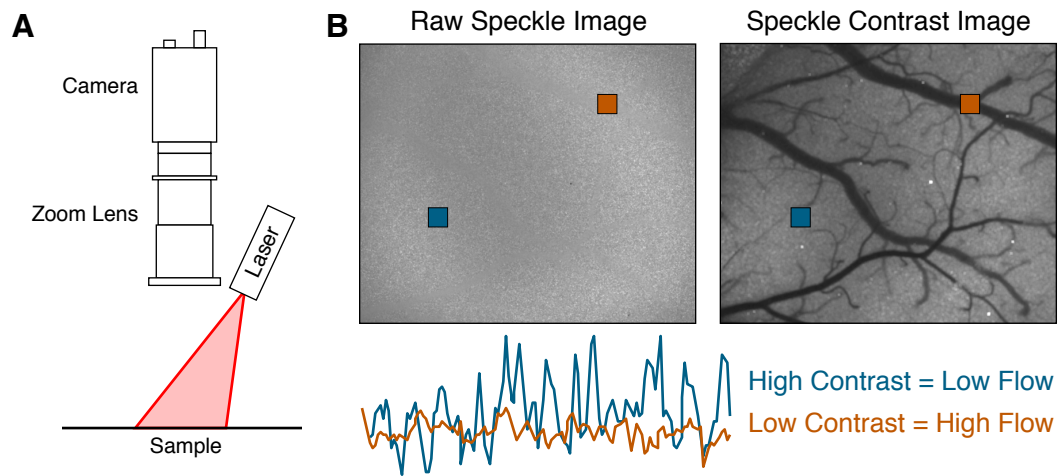 A
Camera
Zoom Lens
Laser
Sample
B
Raw Speckle Image
Speckle Contrast Image
High Contrast = Low Flow
Low Contrast = High Flow